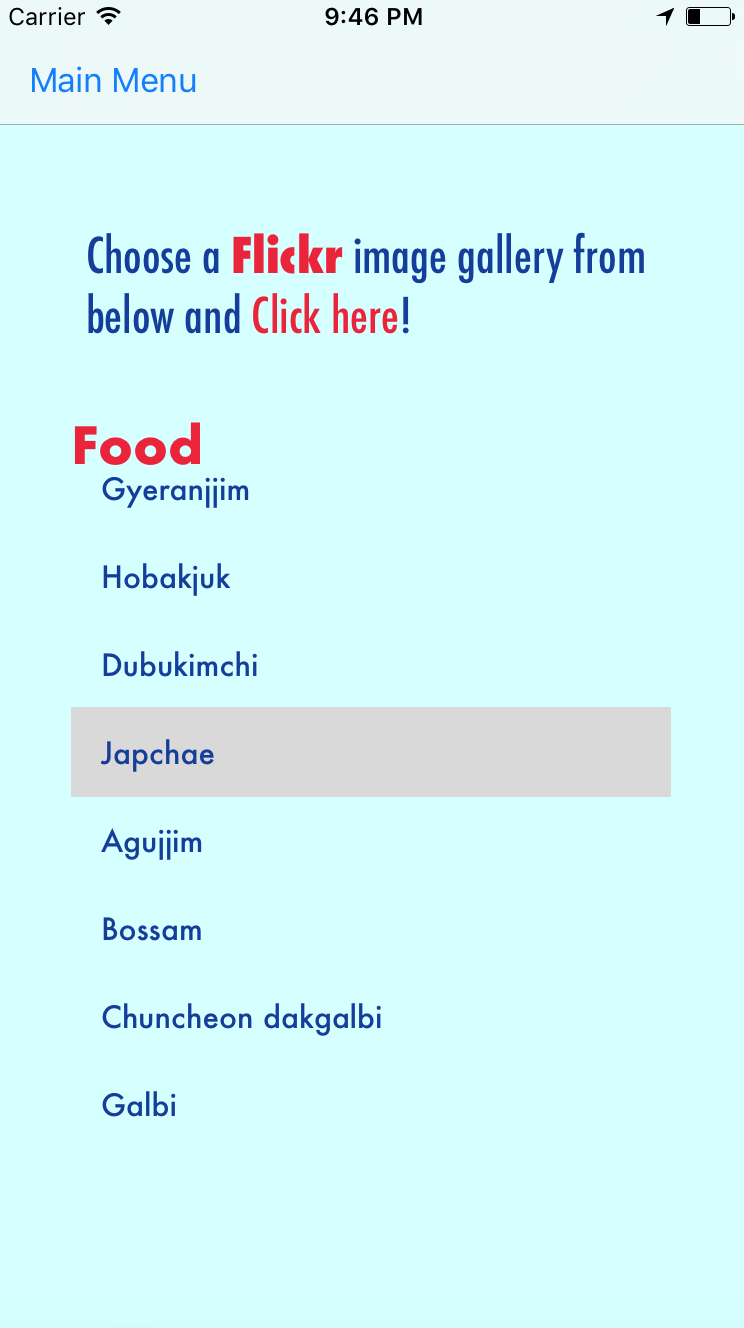 Carrier 9:46 PM
Main Menu
Choose a Flickr image gallery from
below and Click here!
Food
Gyeranjjim
Hobakjuk
Dubukimchi
Japchae
Agujjim
Bossam
Chuncheon dakgalbi
Galbi